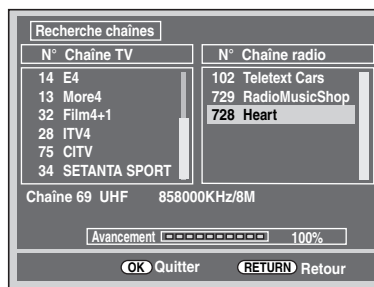 Recherche chaînes
N° Chaîne TV
14 E4
13 More4
32 Film4+1
28 ITV4
75 CITV
34 SETANTA SPORT
N° Chaîne radio
102 Teletext Cars
729 RadioMusicShop
728 Heart
Chaîne 69 UHF 858000KHz/8M
Avancement 100%
OK Quitter RETURN Retour